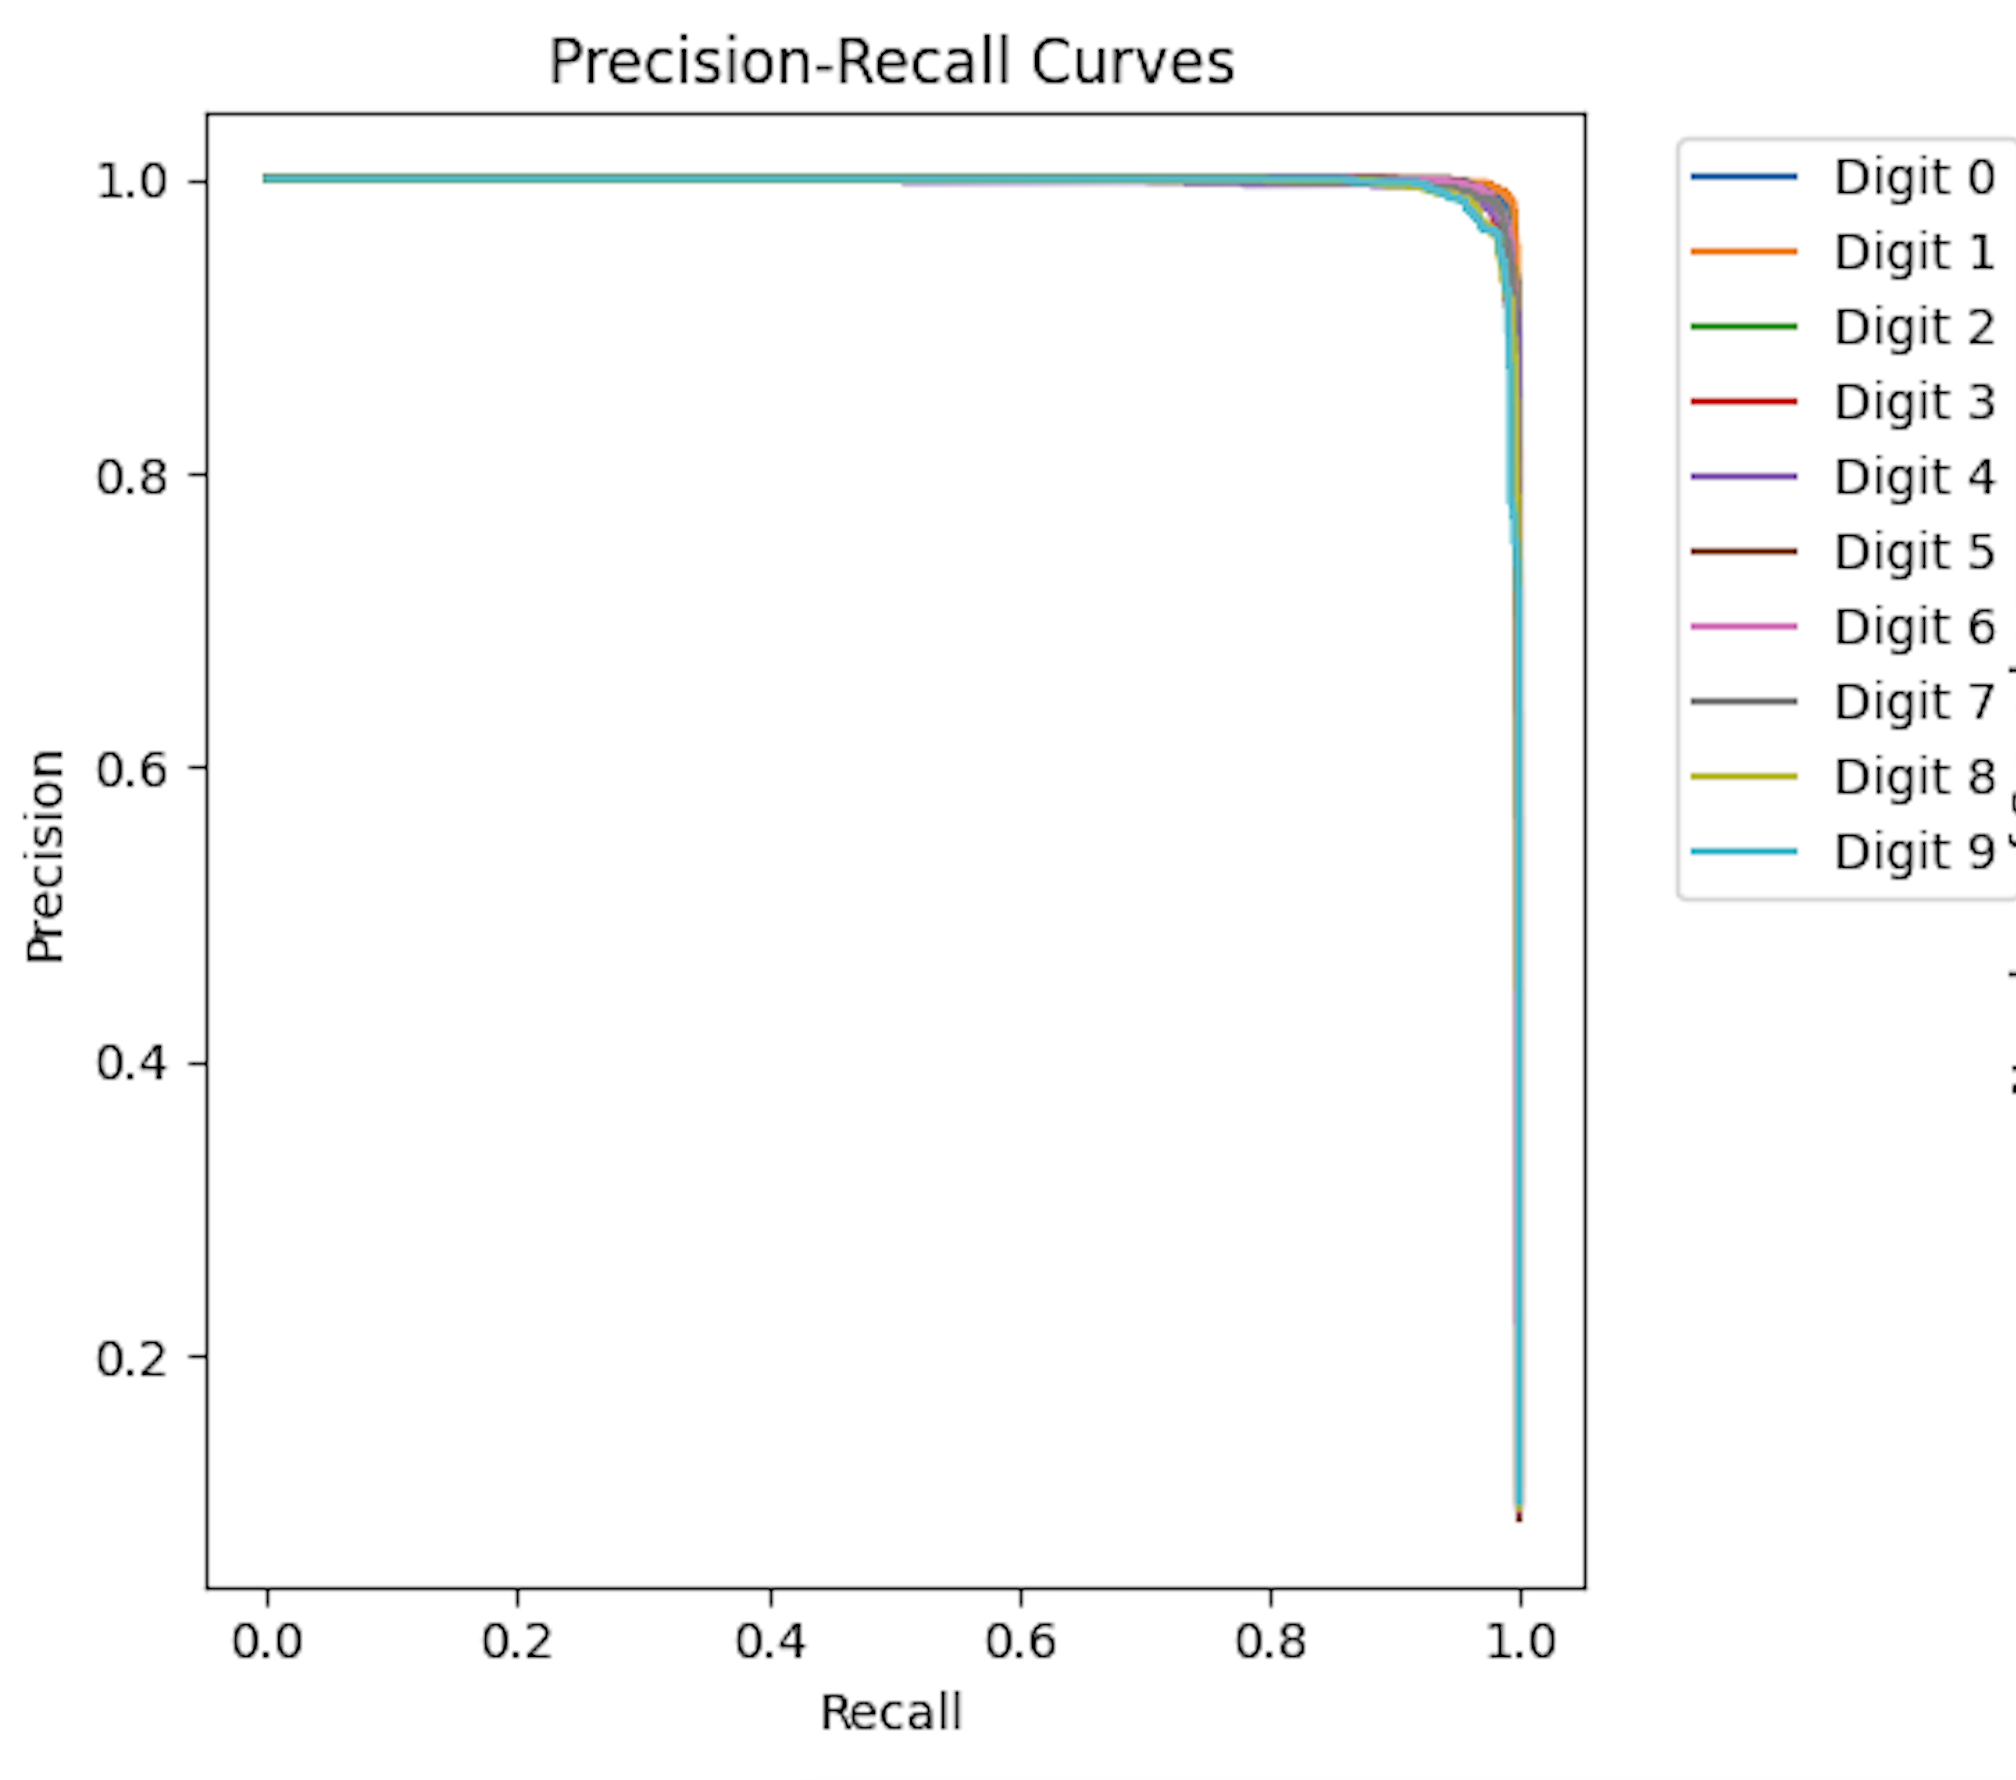 Precision-Recall Curves
1.0
0.8
0.6
0.4
0.2
Precision
0.0 0.2 0.4 0.6 0.8 1.0
Recall
Digit 0
Digit 1
Digit 2
Digit 3
Digit 4
Digit 5
Digit 6
Digit 7
Digit 8
Digit 9